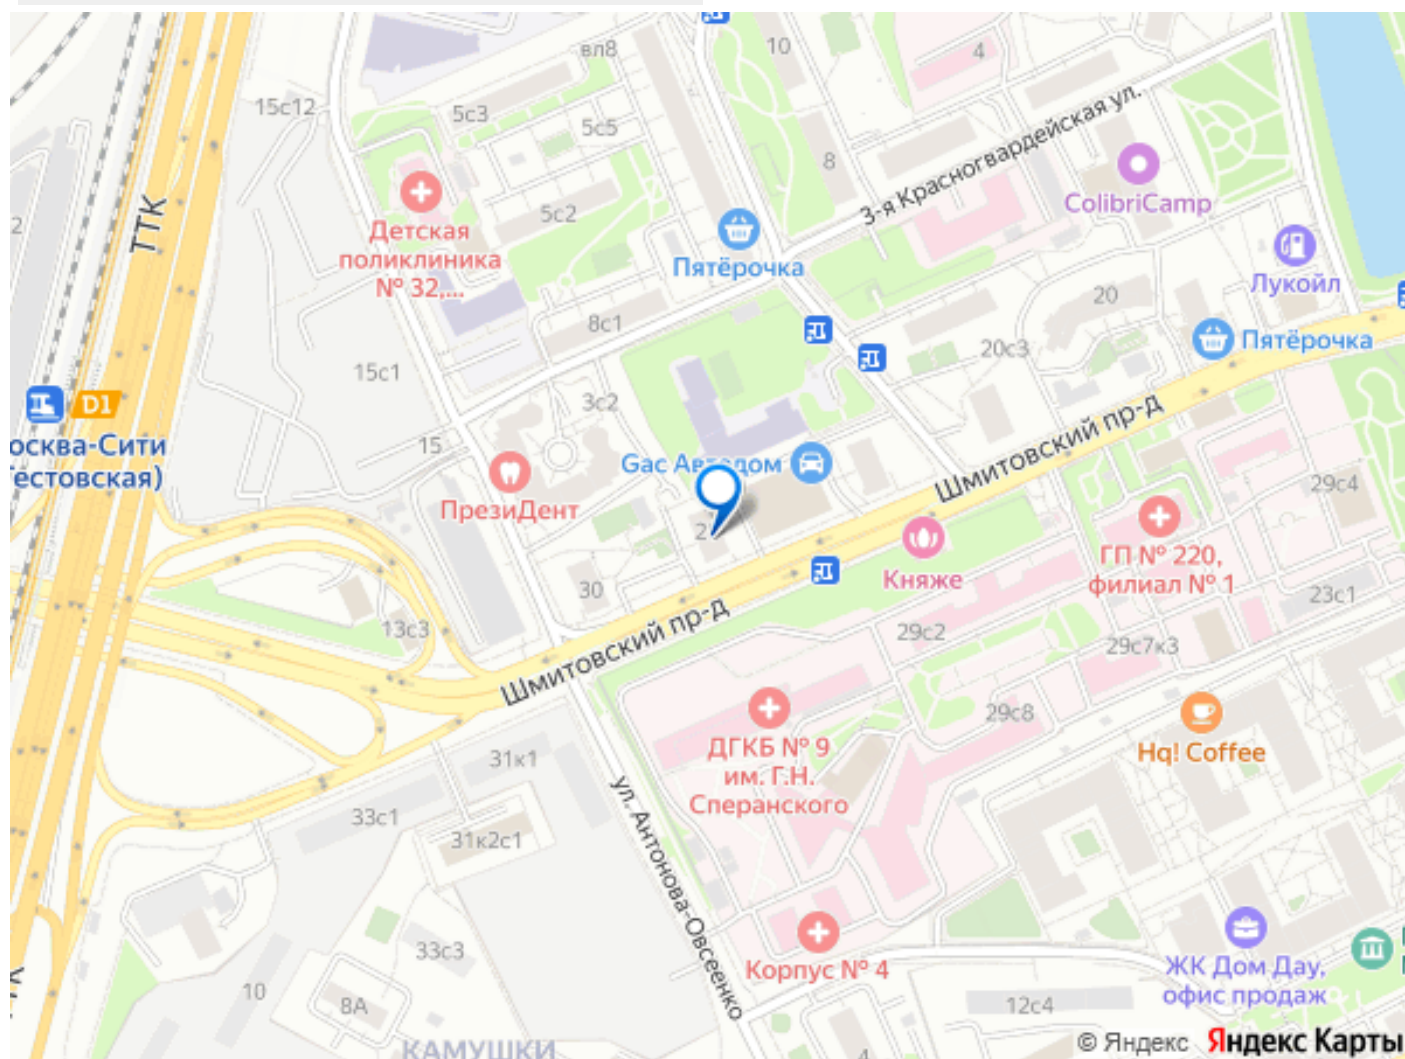 вл8
10
4
15с12
5с3
5с5
3-я Красногвардейская ул.
8
ColibriCamp
ТТК
2
5с2
Детская
поликлиника
№ 32,...
Пятёрочка
Лукойл
20
8с1
20с3
Пятёрочка
15с1
D1
3с2
Шмитовский пр-д
осква-Сити
естовская)
15
Gac Автодом
ПрезиДент
29с4
2
ГП № 220,
филиал № 1
Княже
30
23с1
13с3
Шмитовский пр-д
29с2
29с7к3
29с8
ДГКБ № 9
им. Г.Н.
Сперанского
Hq! Coffee
31к1
33с1
31к2с1
ул. Антонова-Овсеенко
33с3
Корпус № 4
ЖК Дом Дау,
офис продаж
10
8А
12с4
КАМУШКИ
4
© Яндекс Яндекс Карты